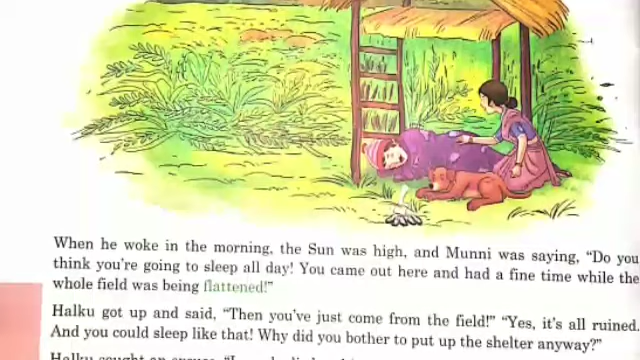 When he woke in the morning, the Sun was high, and Munni was saying, "Do you
think you're going to sleep all day! You came out here and had a fine time while the
whole field was being flattened!"
Halku got up and said, "Then you've just come from the field!" "Yes, it's all ruined.
And you could sleep like that! Why did you bother to put up the shelter anyway?"
Halku